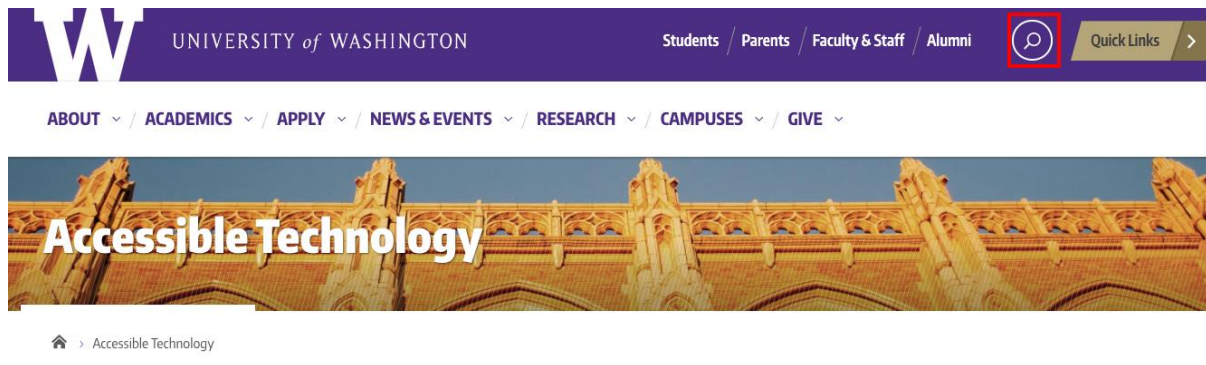 W UNIVERSITY of WASHINGTON Students / Parents / Faculty & Staff / Alumni Quick Links
ABOUT / ACADEMICS / APPLY / NEWS & EVENTS / RESEARCH / CAMPUSES / GIVE
Accessible Technology
Accessible Technology